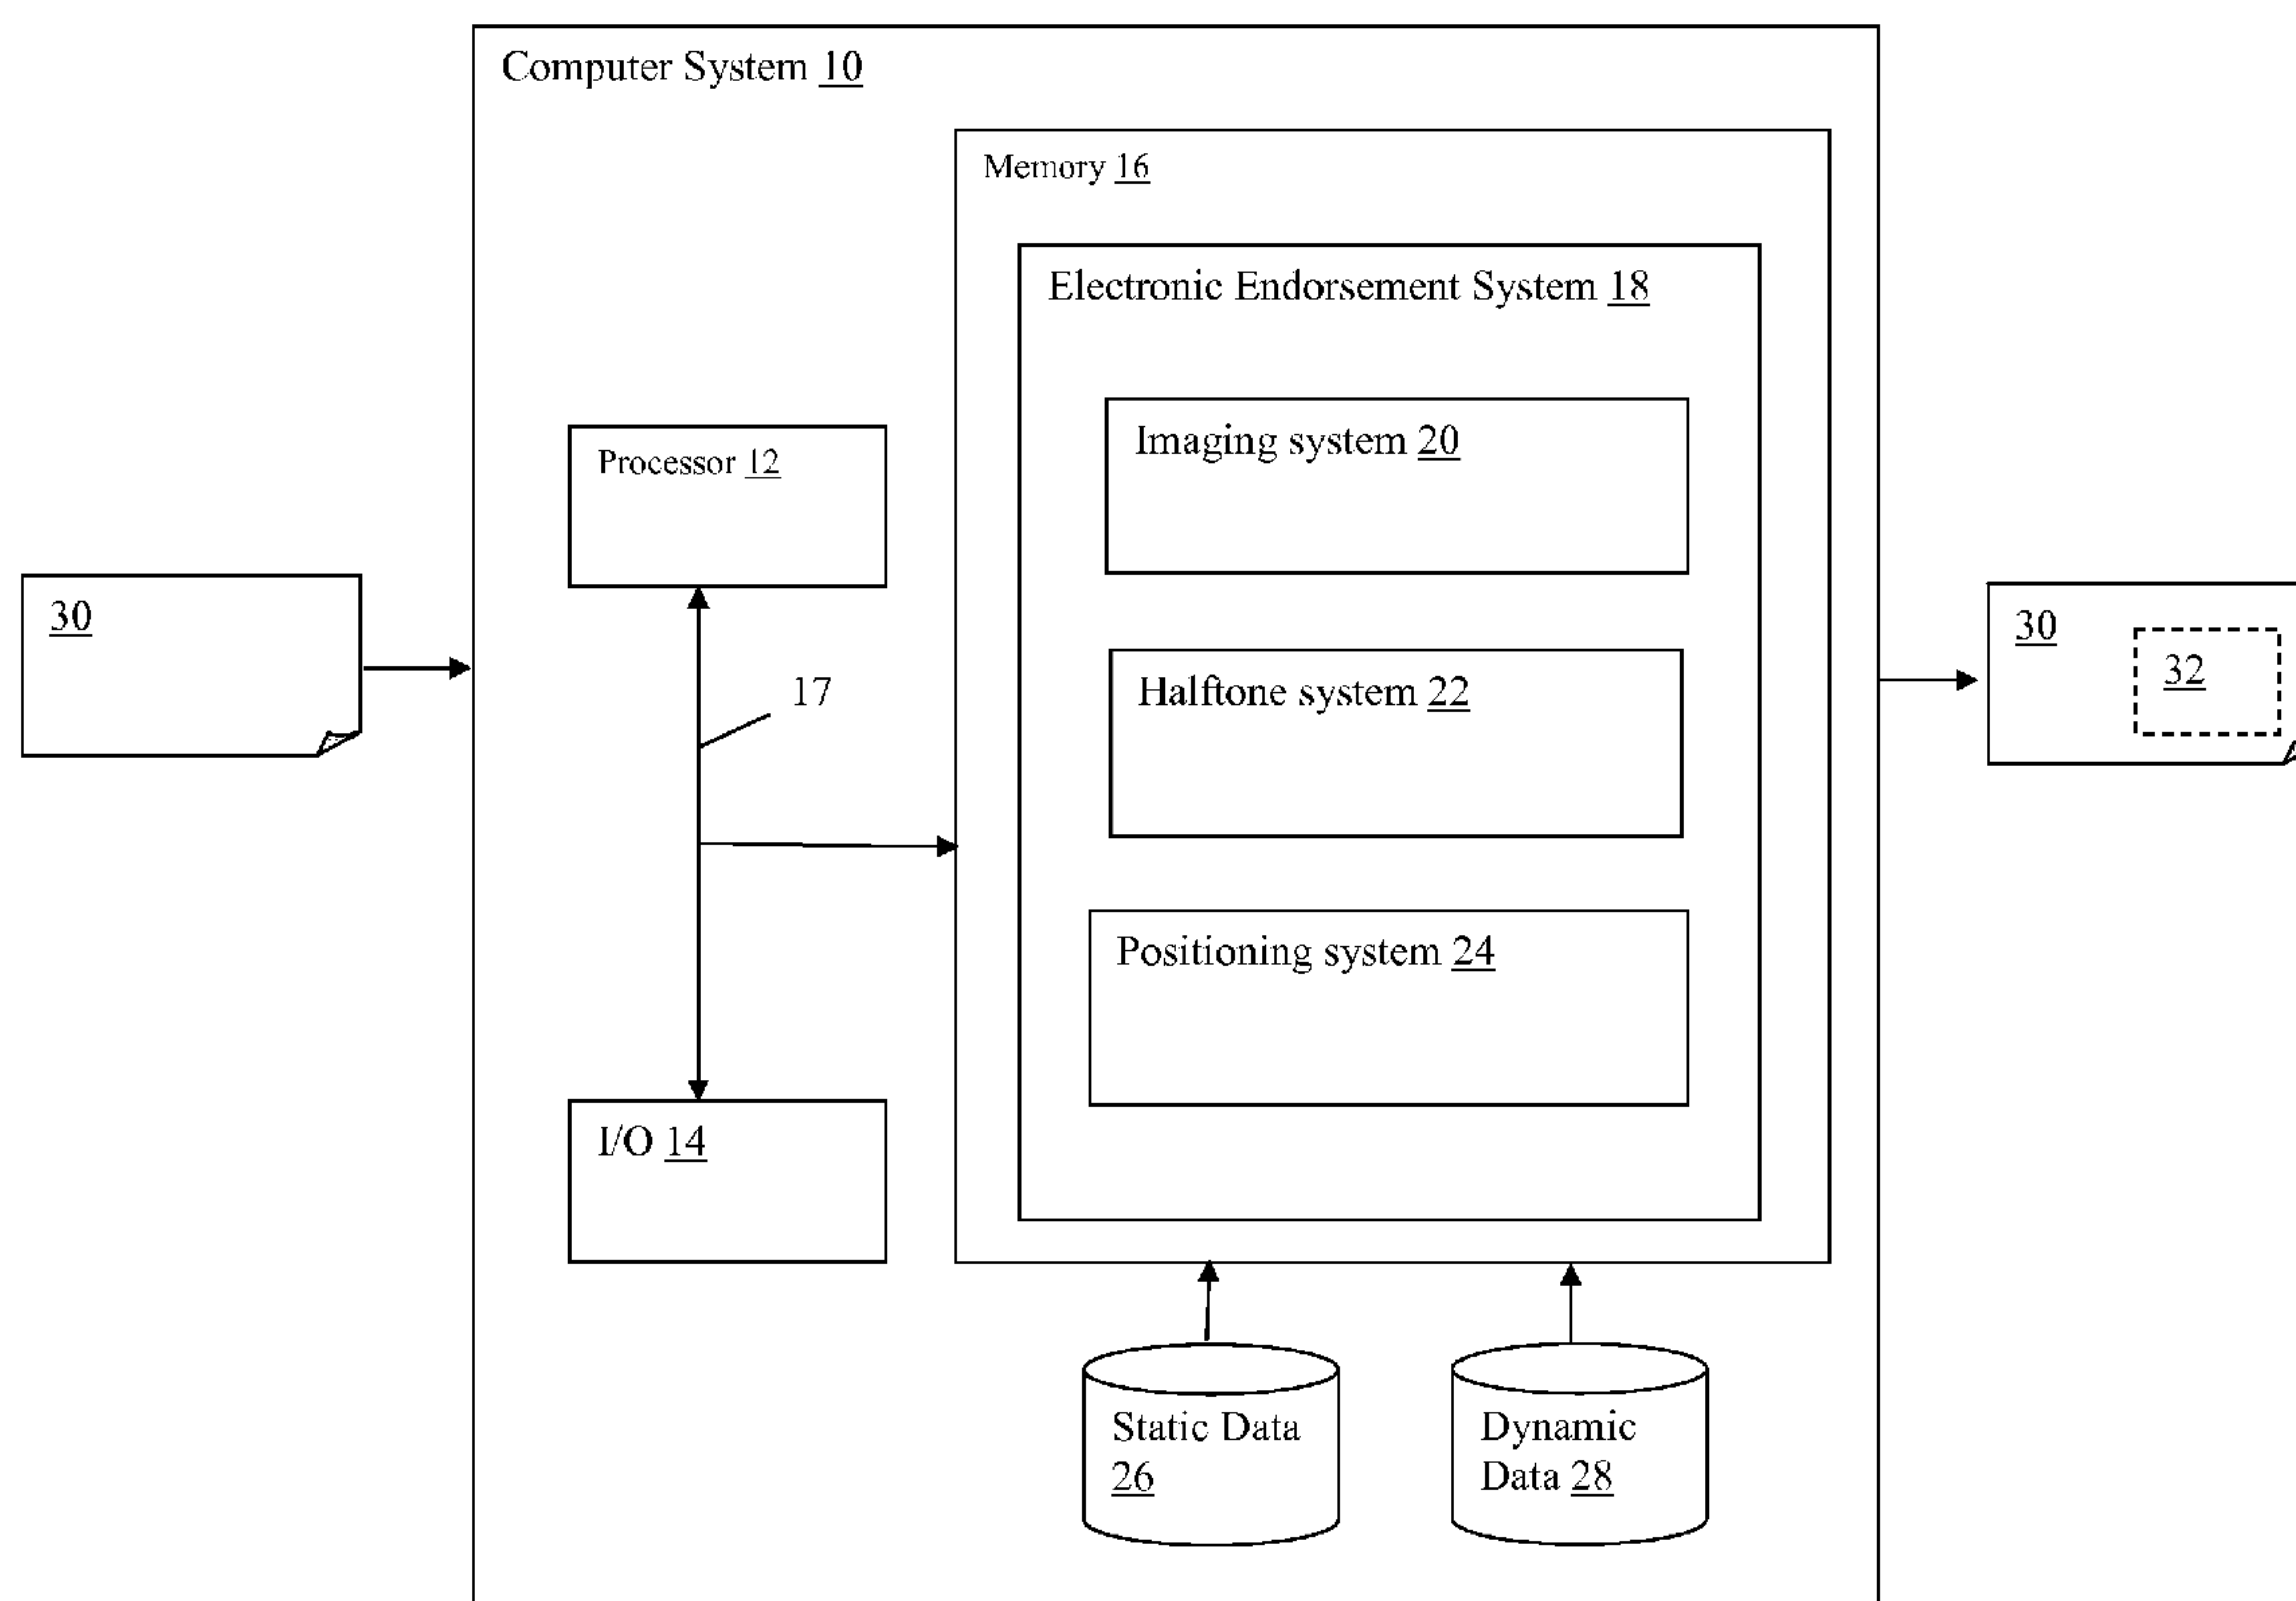 Computer System 10
Memory 16
Electronic Endorsement System 18
Imaging system 20
Processor 12
30
30
32
17
Halftone system 22
Positioning system 24
I/O 14
Static Data
26
Dynamic
Data 28